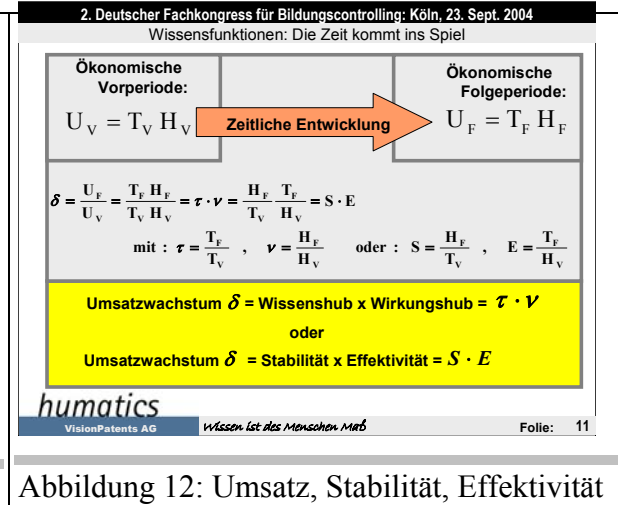 2. Deutscher Fachkongress für Bildungscontrolling: Köln, 23. Sept. 2004
Wissensfunktionen: Die Zeit kommt ins Spiel
Ökonomische
Vorperiode:
U_V = T_V H_V
Zeitliche Entwicklung
Ökonomische
Folgeperiode:
U_F = T_F H_F
δ = U_F/U_V = T_F H_F/T_V H_V = τ · ν = H_F/T_V T_F/H_V = S · E
mit : τ = T_F/T_V , ν = H_F/H_V oder : S = H_F/T_V , E = T_F/H_V
Umsatzwachstum δ = Wissenshub x Wirkungshub = τ · ν
oder
Umsatzwachstum δ = Stabilität x Effektivität = S · E
humatics
VisionPatents AG Wissen ist des Menschen Maß Folie: 11
Abbildung 12: Umsatz, Stabilität, Effektivität